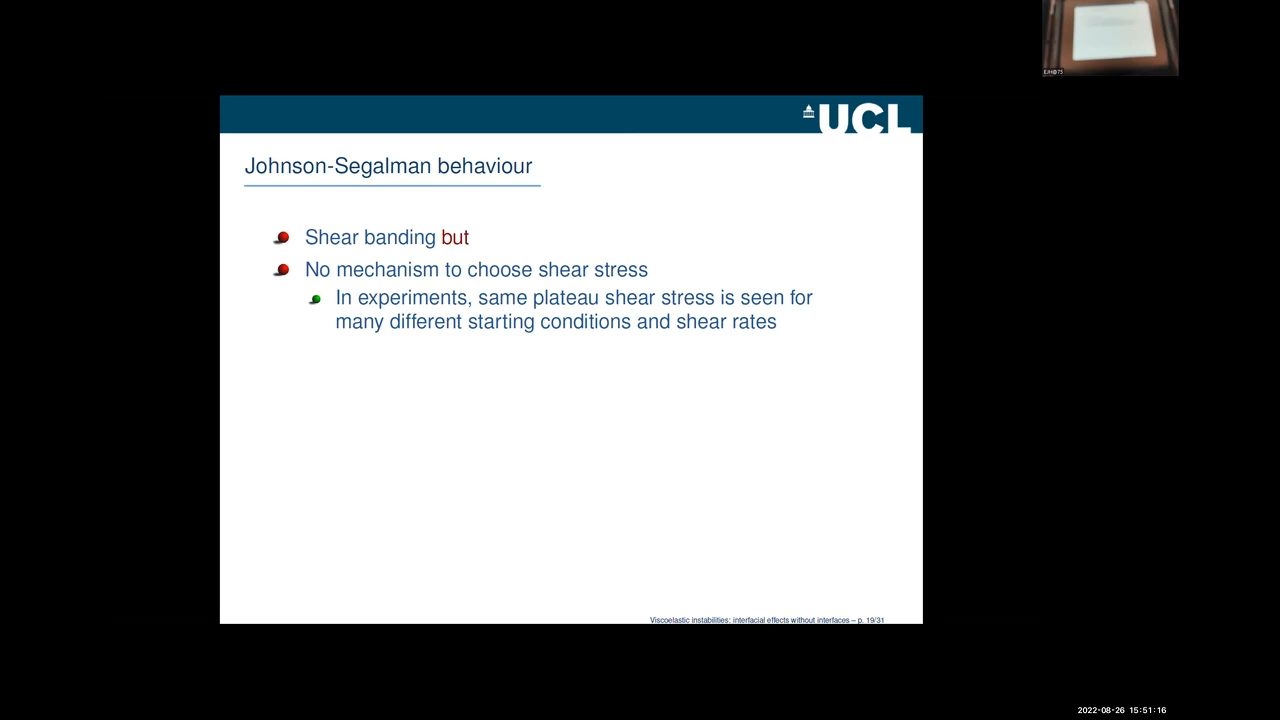 EJH@75
UCL
Johnson-Segalman behaviour
Shear banding but
No mechanism to choose shear stress
In experiments, same plateau shear stress is seen for
many different starting conditions and shear rates
Viscoelastic instabilities: interfacial effects without interfaces – p. 19/31
2022-08-26 15:51:16